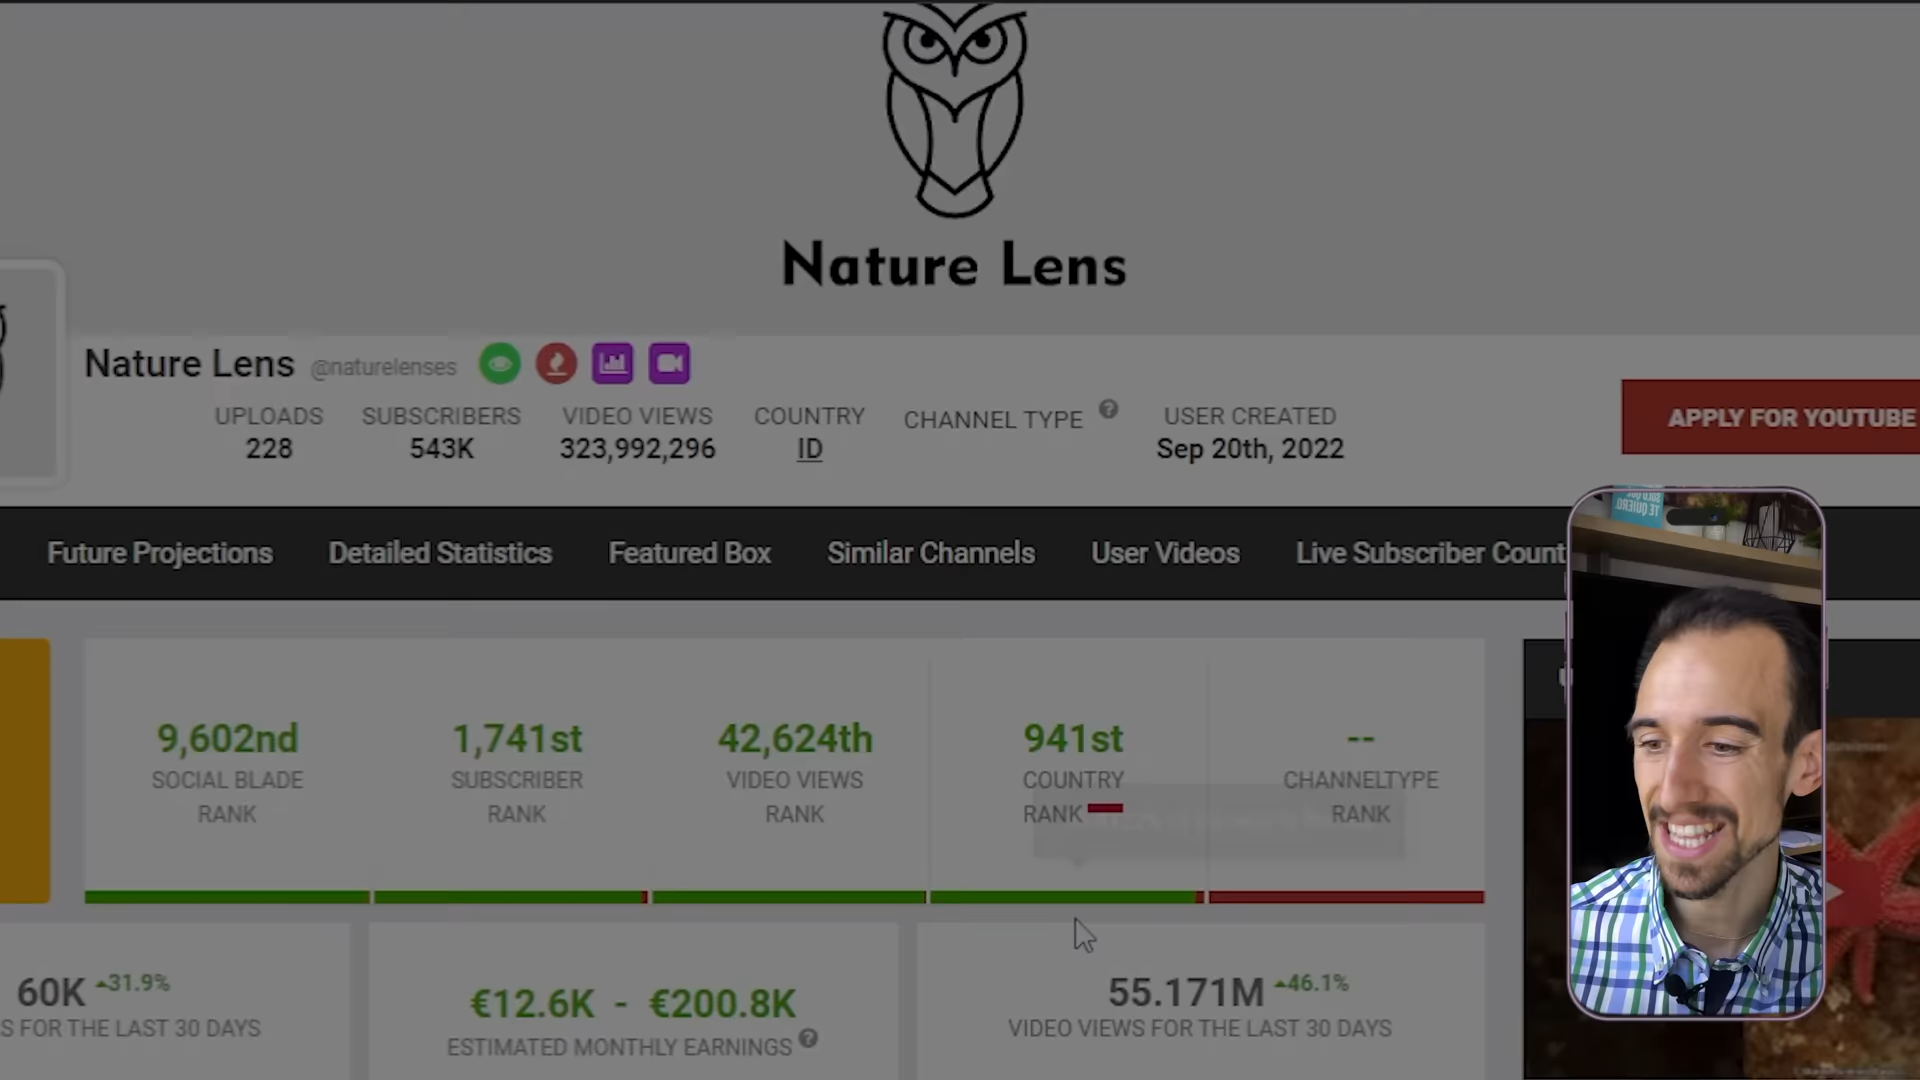 Nature Lens
Nature Lens @naturelenses
UPLOADS SUBSCRIBERS VIDEO VIEWS COUNTRY CHANNEL TYPE ? USER CREATED
228 543K 323,992,296 ID Sep 20th, 2022
APPLY FOR YOUTUBE
Future Projections Detailed Statistics Featured Box Similar Channels User Videos Live Subscriber Count
TE QUIERO.
9,602nd 1,741st 42,624th 941st --
SOCIAL BLADE SUBSCRIBER VIDEO VIEWS COUNTRY CHANNELTYPE
RANK RANK RANK RANK RANK
60K 31.9% €12.6K - €200.8K 55.171M 46.1%
S FOR THE LAST 30 DAYS ESTIMATED MONTHLY EARNINGS ? VIDEO VIEWS FOR THE LAST 30 DAYS